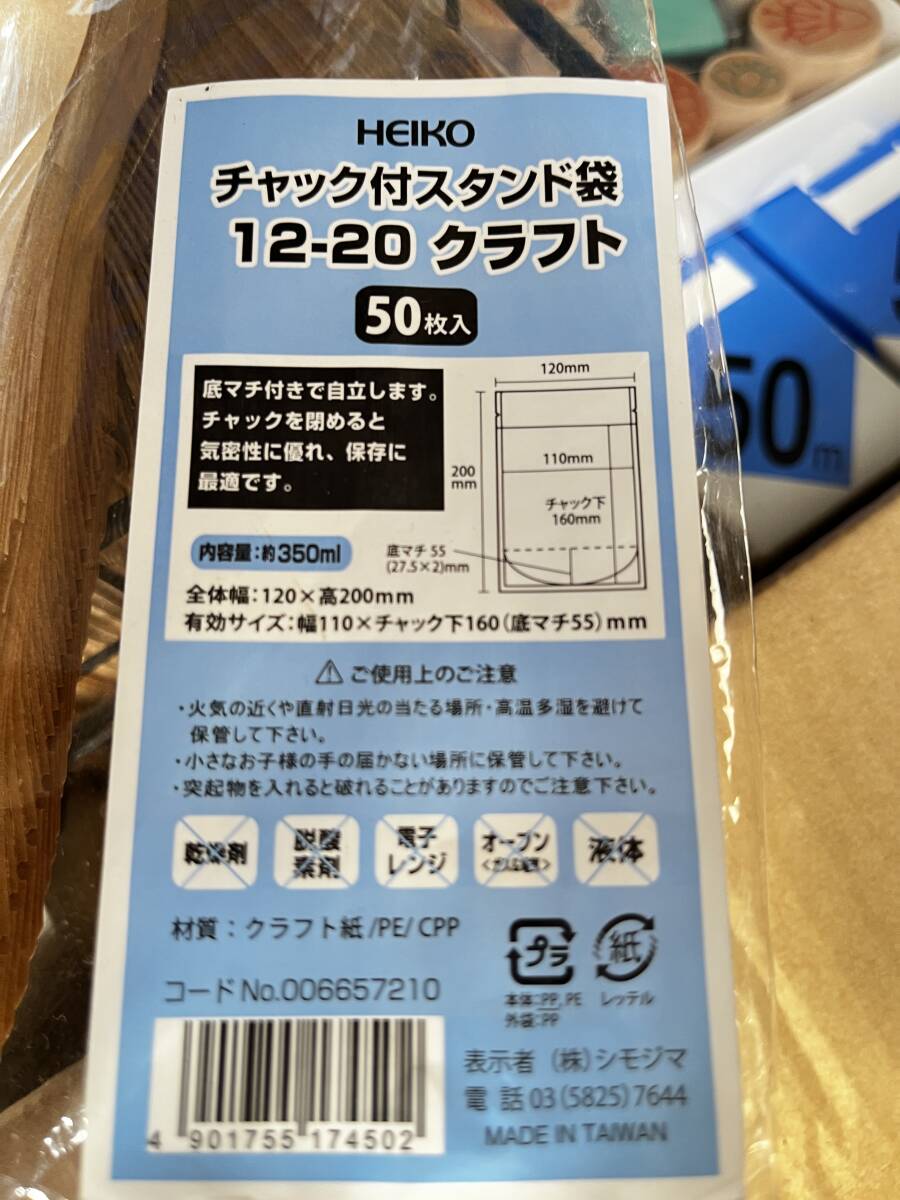 HEIKO
チャック付スタンド袋
12-20 クラフト
50枚入
底マチ付きで自立します。
チャックを閉めると
気密性に優れ、保存に
最適です。
120mm
200
mm
110mm
チャック下
160mm
底マチ55
(27.5×2)mm
内容量:約350ml
全体幅:120×高200mm
有効サイズ:幅110×チャック下160(底マチ55)mm
⚠ ご使用上のご注意
・火気の近くや直射日光の当たる場所・高温多湿を避けて
保管して下さい。
・小さなお子様の手の届かない場所に保管して下さい。
・突起物を入れると破れることがありますのでご注意下さい。
乾燥剤
脱酸
素剤
電子
レンジ
オーブン
液体
材質:クラフト紙/PE/CPP
プラ
紙
本体:PP,PE
外袋:PP
レッテル
コードNo.006657210
4 901755 174502
表示者 (株)シモジマ
電 話 03(5825)7644
MADE IN TAIWAN
50m